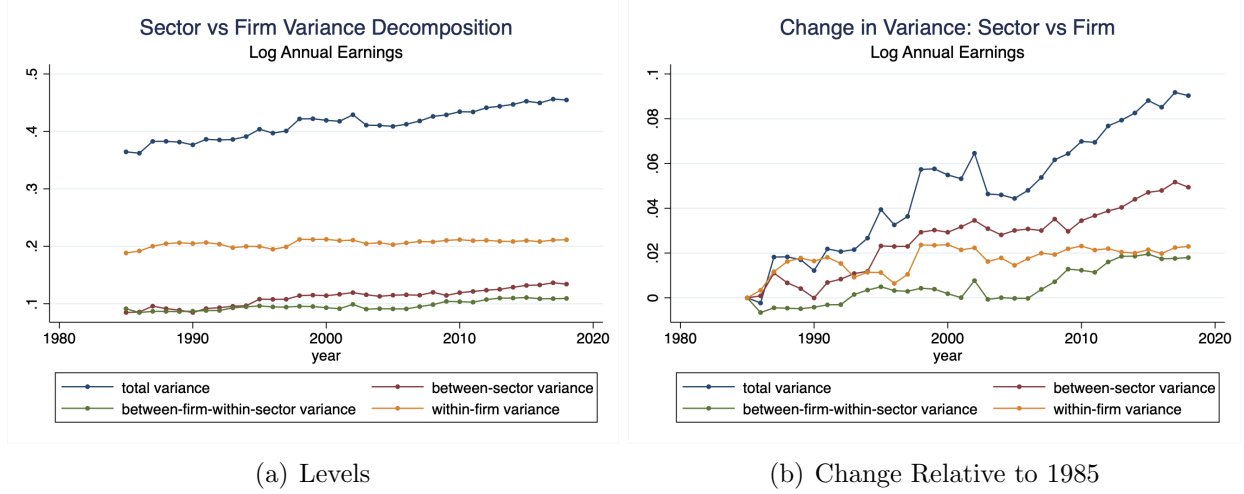 Sector vs Firm Variance Decomposition
Log Annual Earnings
.5
.4
.3
.2
.1
1980 1990 2000 2010 2020
year
total variance between-sector variance
between-firm-within-sector variance within-firm variance
(a) Levels
Change in Variance: Sector vs Firm
Log Annual Earnings
.1
.08
.06
.04
.02
0
1980 1990 2000 2010 2020
year
total variance between-sector variance
between-firm-within-sector variance within-firm variance
(b) Change Relative to 1985